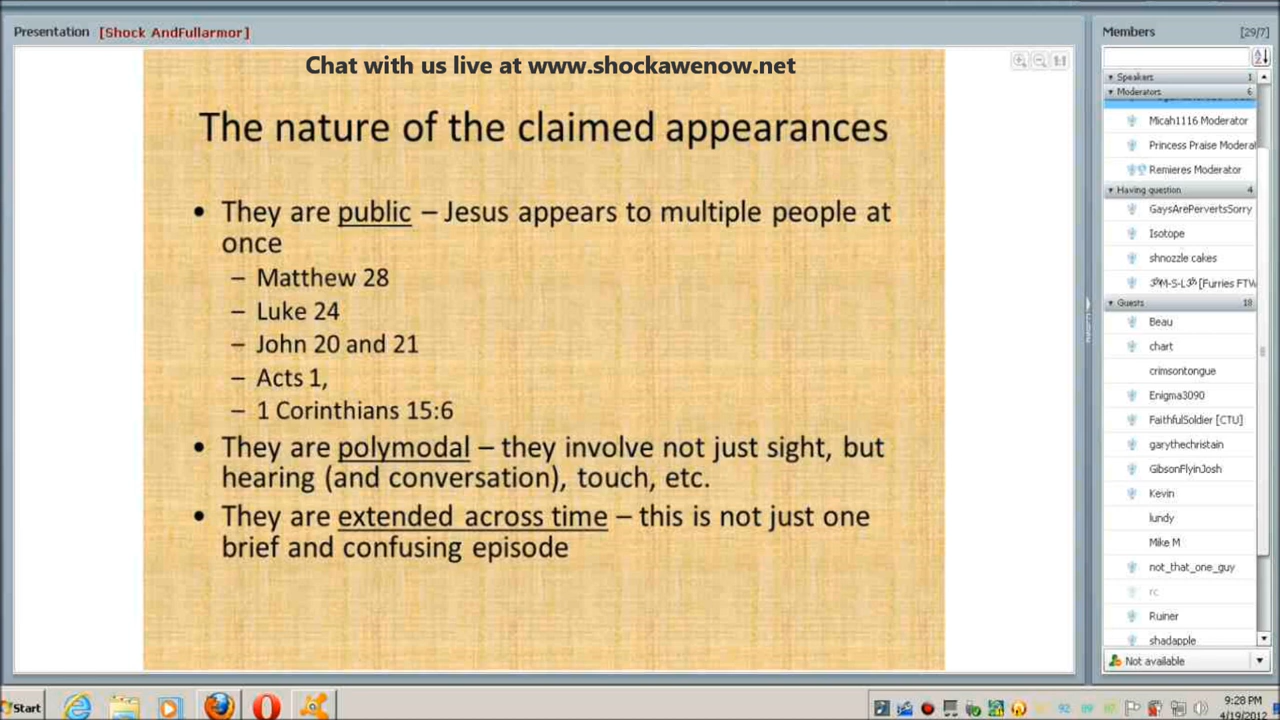 Presentation [Shock AndFullarmor]
Chat with us live at www.shockawenow.net
The nature of the claimed appearances
• They are public – Jesus appears to multiple people at
once
– Matthew 28
– Luke 24
– John 20 and 21
– Acts 1,
– 1 Corinthians 15:6
• They are polymodal – they involve not just sight, but
hearing (and conversation), touch, etc.
• They are extended across time – this is not just one
brief and confusing episode
Members [29/7]
Speakers 1
Moderators 6
Micah1116 Moderator
Princess Praise Moderat
Remieres Moderator
Having question 4
GaysArePervertsSorry
Isotope
shnozzle cakes
M-S-L [Furries FTW
Guests 18
Beau
chart
crimsontongue
Enigma3090
FaithfulSoldier [CTU]
garythechristain
GibsonFlyinJosh
Kevin
lundy
Mike M
not_that_one_guy
rc
Ruiner
shadapple
Not available
Start
92 89 87
9:28 PM
4/19/2012